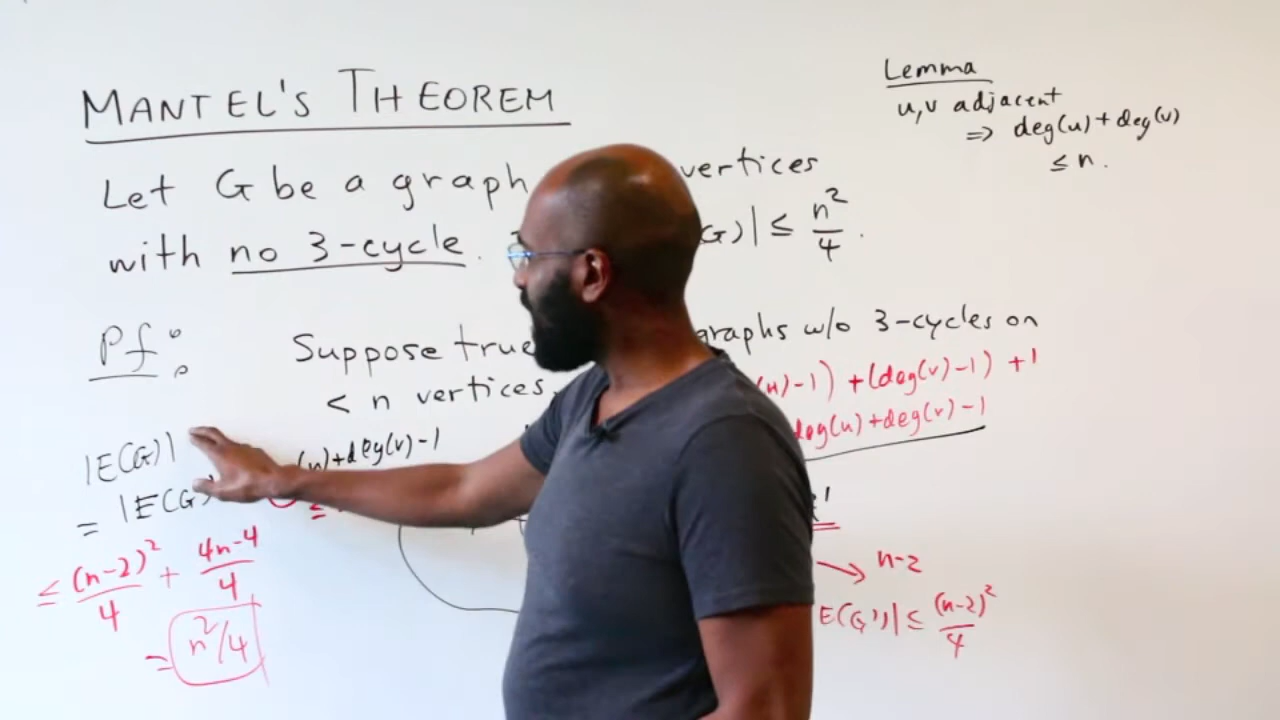 MANTEL'S THEOREM
Lemma
u,v adjacent
⇒ deg(u)+deg(v)
≤ n.
Let G be a graph vertices
with no 3-cycle. G)| ≤ n²/4.
Pf:
Suppose true graphs w/o 3-cycles on
< n vertices.
(u)-1) + (deg(v)-1) + 1
deg(u)+deg(v)-1
|E(G)|
= |E(G (u)+deg(v)-1
≤ (n-2)²/4 + (4n-4)/4
= n²/4
→ n-2
E(G')| ≤ (n-2)²/4